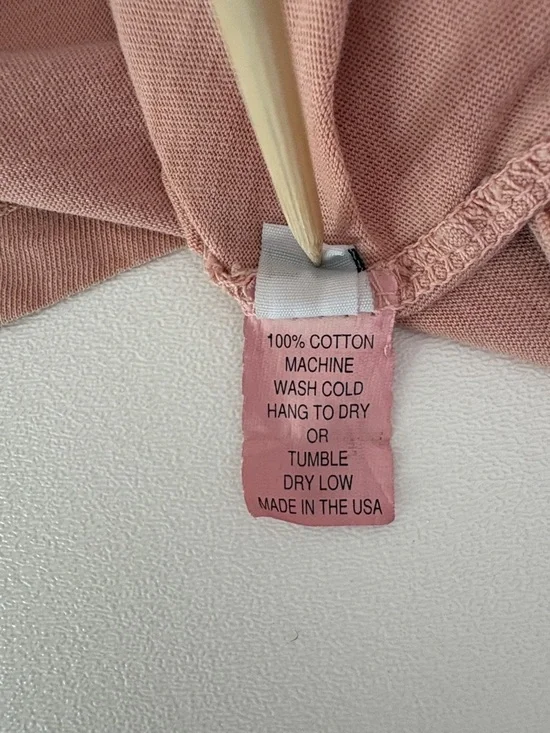 100% COTTON
MACHINE
WASH COLD
HANG TO DRY
OR
TUMBLE
DRY LOW
MADE IN THE USA